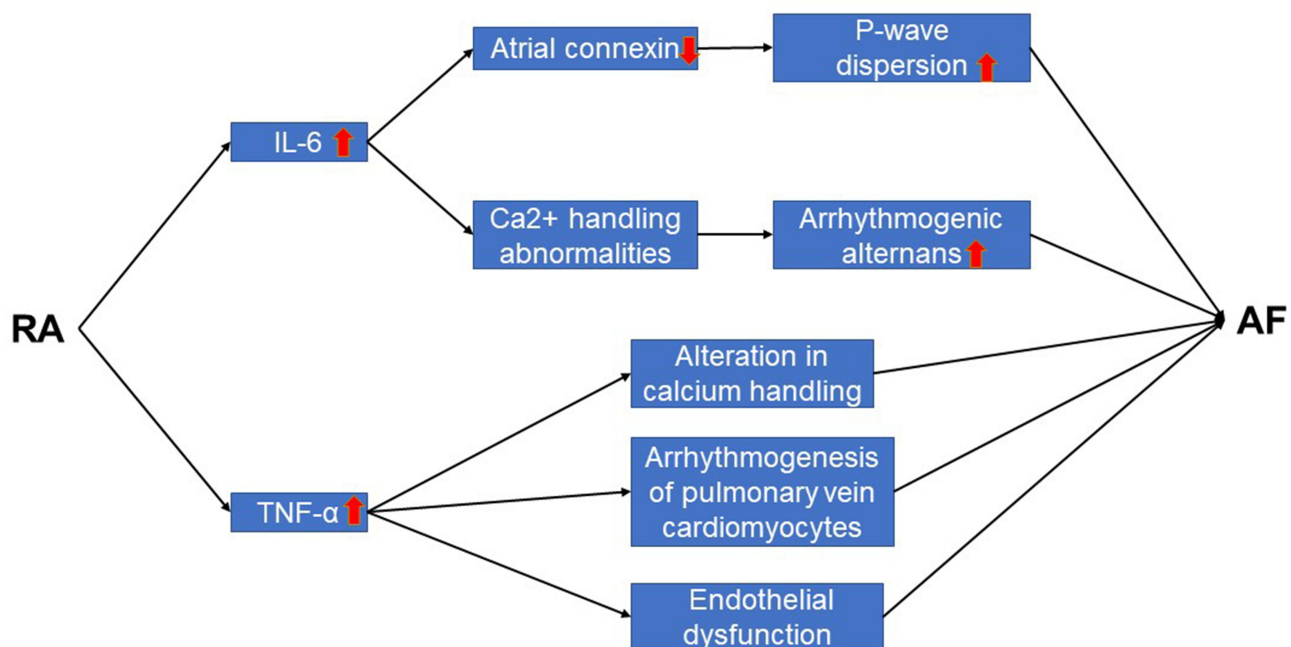 Atrial connexin
P-wave
dispersion
IL-6
Ca2+ handling
abnormalities
Arrhythmogenic
alternans
RA
AF
Alteration in
calcium handling
Arrhythmogenesis
of pulmonary vein
cardiomyocytes
TNF-α
Endothelial
dysfunction